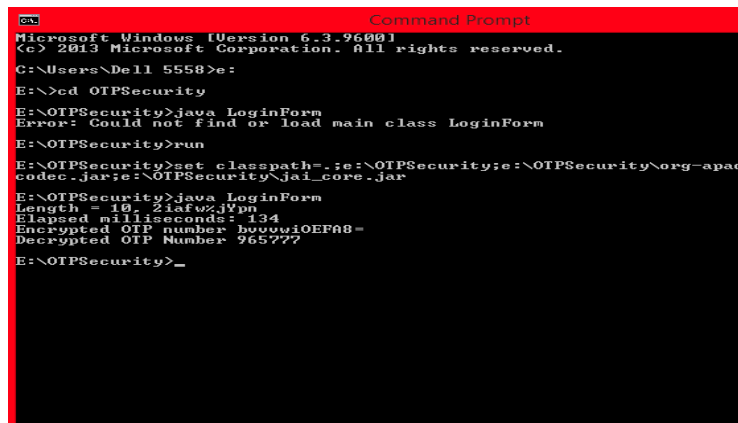 Command Prompt
Microsoft Windows [Version 6.3.9600]
(c) 2013 Microsoft Corporation. All rights reserved.
C:\Users\Dell 5558>e:
E:\>cd OTPSecurity
E:\OTPSecurity>java LoginForm
Error: Could not find or load main class LoginForm
E:\OTPSecurity>run
E:\OTPSecurity>set classpath=.;e:\OTPSecurity;e:\OTPSecurity\org-apac
codec.jar;e:\OTPSecurity\jai_core.jar
E:\OTPSecurity>java LoginForm
Length = 10, 2iafw%jYpn
Elapsed milliseconds: 134
Encrypted OTP number bvvvwiOEFA8=
Decrypted OTP Number 965777
E:\OTPSecurity>_